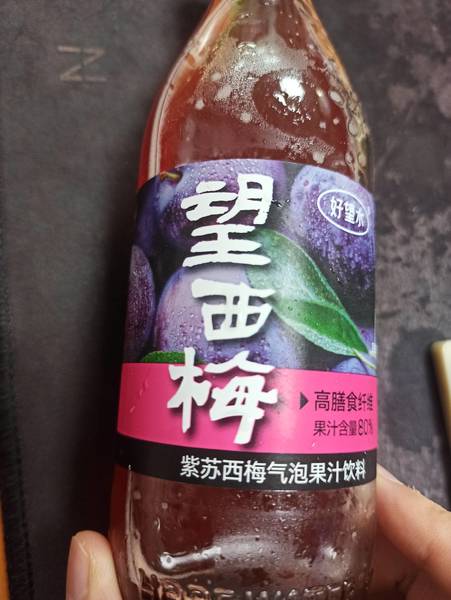 好望水
望西梅
高膳食纤维
果汁含量80%
紫苏西梅气泡果汁饮料
N